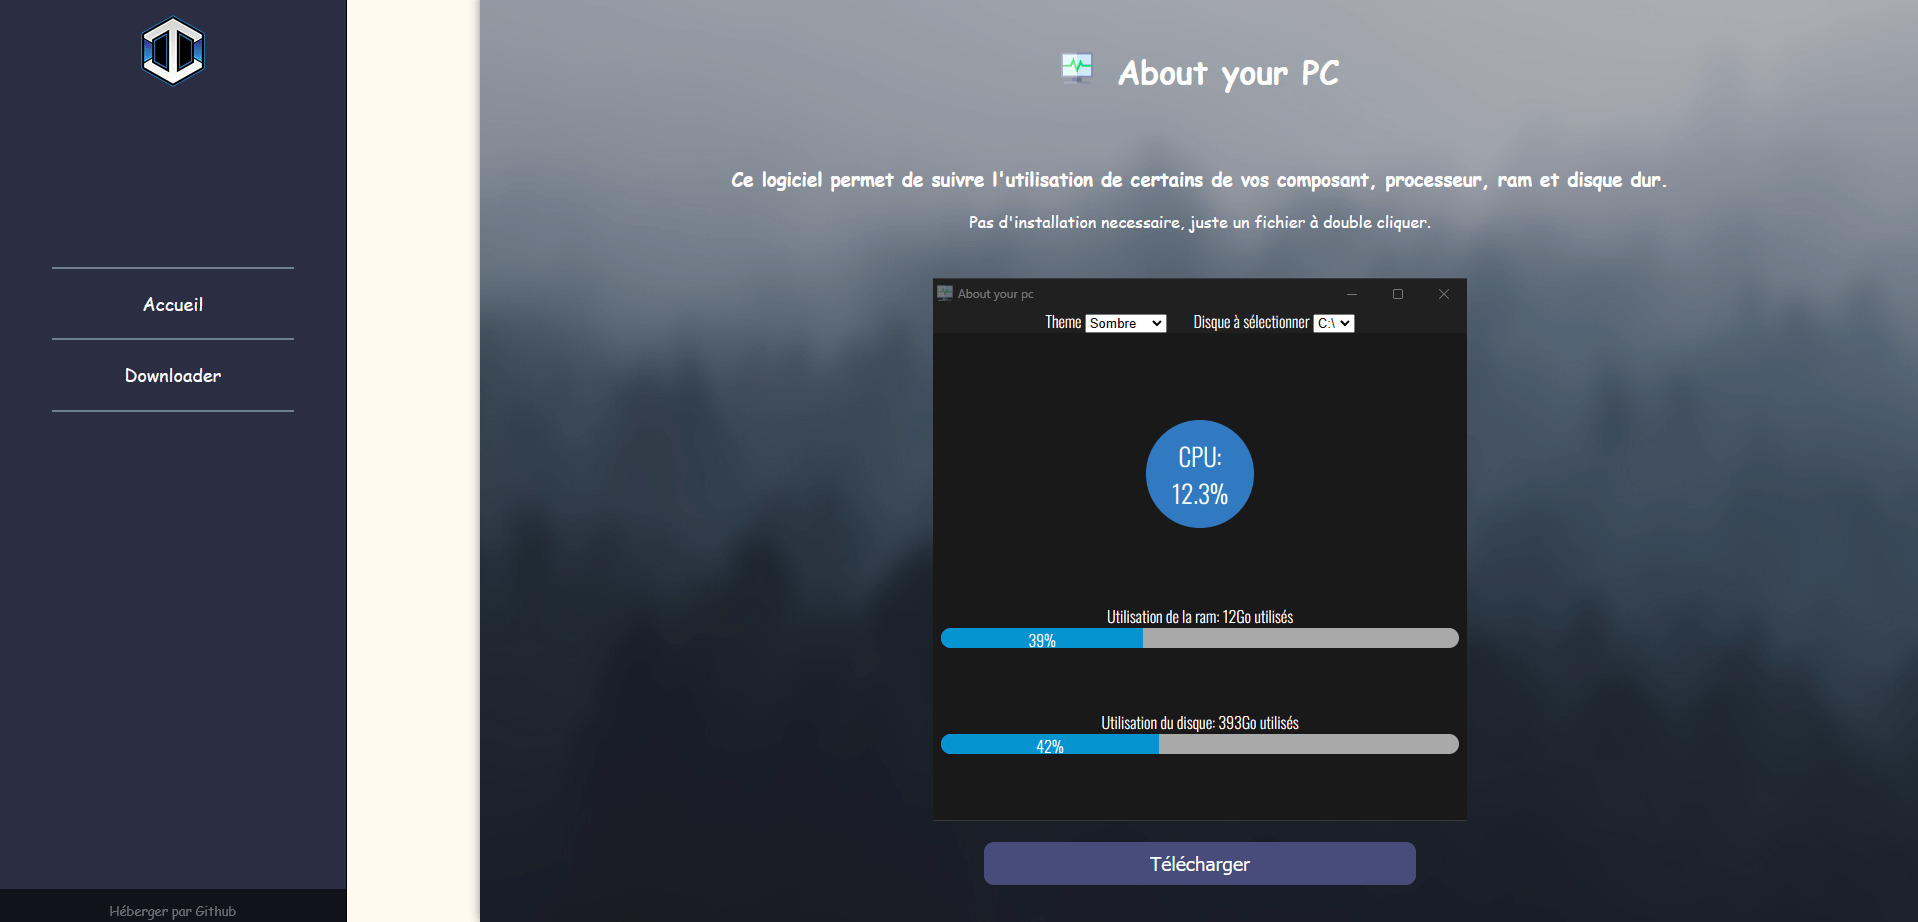 Accueil
Downloader
Héberger par Github
About your PC
Ce logiciel permet de suivre l'utilisation de certains de vos composant, processeur, ram et disque dur.
Pas d'installation necessaire, juste un fichier à double cliquer.
About your pc
Theme Sombre Disque à sélectionner C:\
CPU:
12.3%
Utilisation de la ram: 12Go utilisés
39%
Utilisation du disque: 393Go utilisés
42%
Télécharger